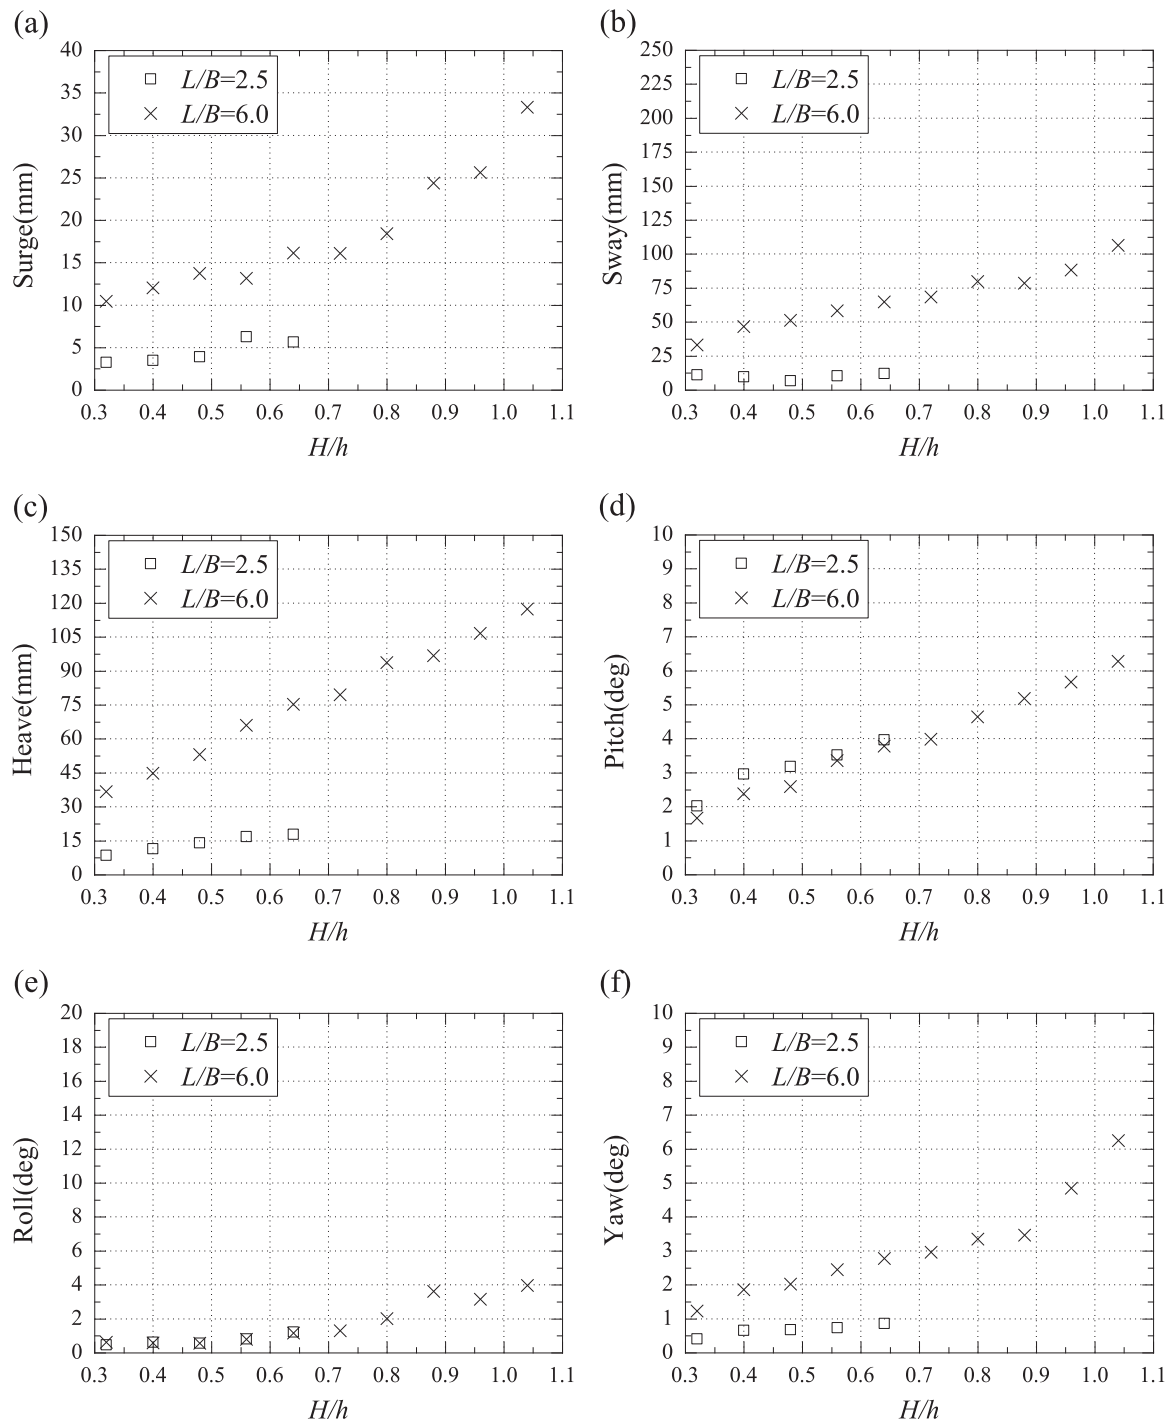 (a)
40
35
30
25
20
15
10
5
0
Surge(mm)
L/B=2.5
L/B=6.0
0.3 0.4 0.5 0.6 0.7 0.8 0.9 1.0 1.1
H/h
(b)
250
225
200
175
150
125
100
75
50
25
0
Sway(mm)
L/B=2.5
L/B=6.0
0.3 0.4 0.5 0.6 0.7 0.8 0.9 1.0 1.1
H/h
(c)
150
135
120
105
90
75
60
45
30
15
0
Heave(mm)
L/B=2.5
L/B=6.0
0.3 0.4 0.5 0.6 0.7 0.8 0.9 1.0 1.1
H/h
(d)
10
9
8
7
6
5
4
3
2
1
0
Pitch(deg)
L/B=2.5
L/B=6.0
0.3 0.4 0.5 0.6 0.7 0.8 0.9 1.0 1.1
H/h
(e)
20
18
16
14
12
10
8
6
4
2
0
Roll(deg)
L/B=2.5
L/B=6.0
0.3 0.4 0.5 0.6 0.7 0.8 0.9 1.0 1.1
H/h
(f)
10
9
8
7
6
5
4
3
2
1
0
Yaw(deg)
L/B=2.5
L/B=6.0
0.3 0.4 0.5 0.6 0.7 0.8 0.9 1.0 1.1
H/h